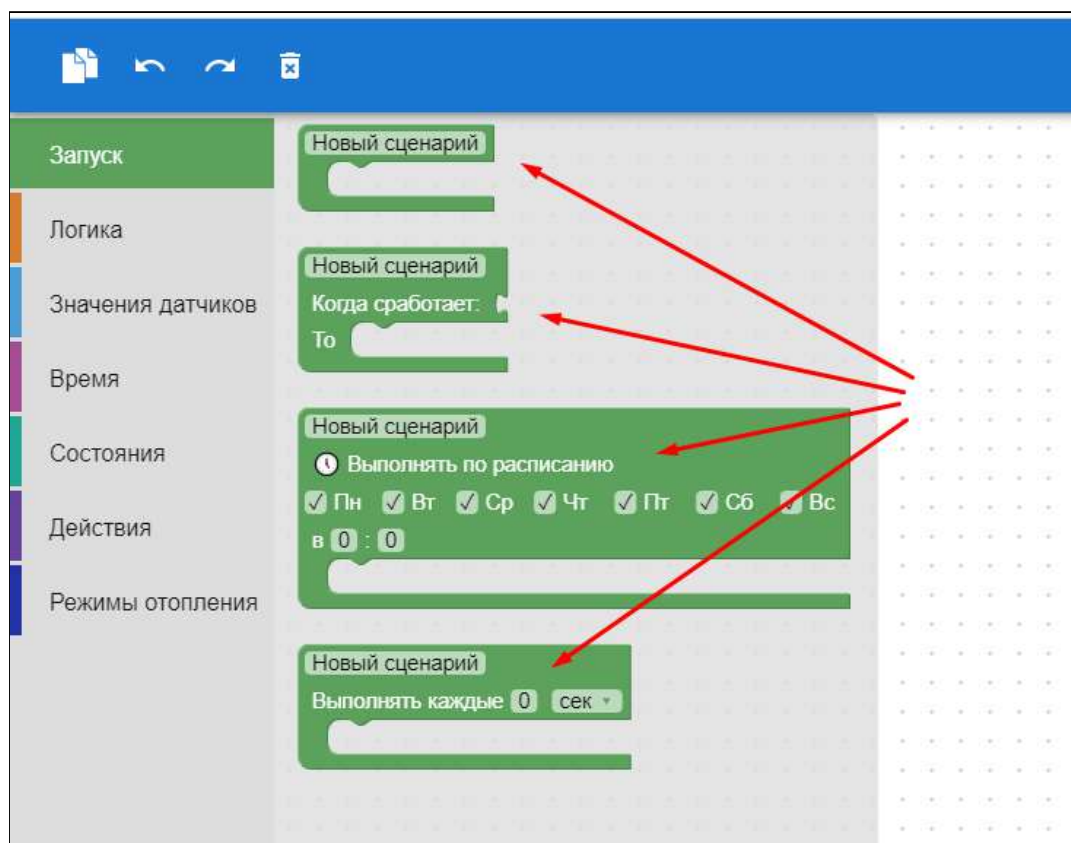 Запуск
Логика
Значения датчиков
Время
Состояния
Действия
Режимы отопления
Новый сценарий
Новый сценарий
Когда сработает:
То
Новый сценарий
Выполнять по расписанию
Пн Вт Ср Чт Пт Сб Вс
в 0 : 0
Новый сценарий
Выполнять каждые 0 сек